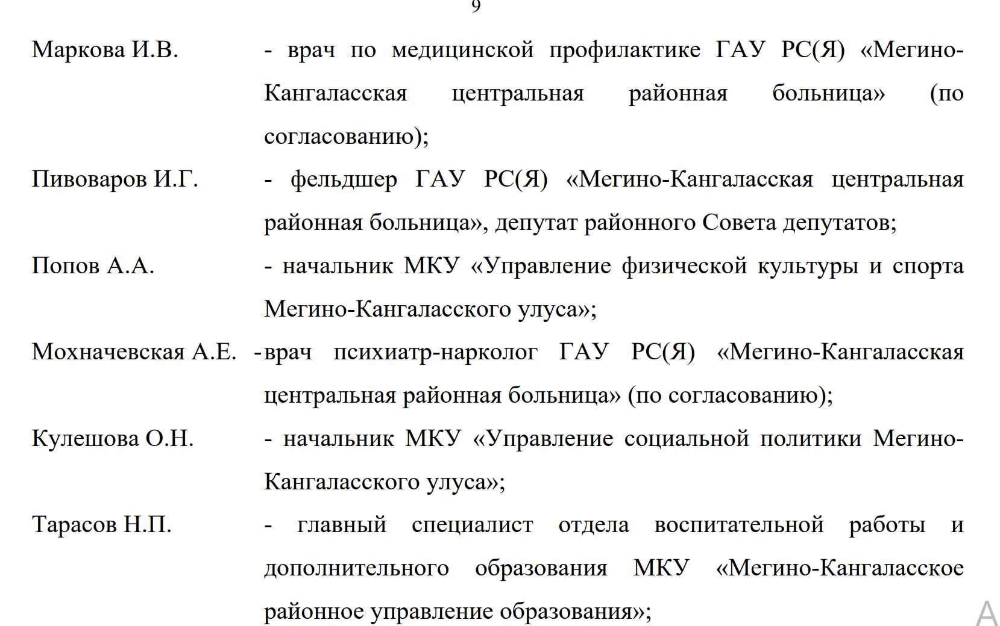 9
Маркова И.В. - врач по медицинской профилактике ГАУ РС(Я) «Мегино-
Кангаласская центральная районная больница» (по
согласованию);
Пивоваров И.Г. - фельдшер ГАУ РС(Я) «Мегино-Кангаласская центральная
районная больница», депутат районного Совета депутатов;
Попов А.А. - начальник МКУ «Управление физической культуры и спорта
Мегино-Кангаласского улуса»;
Мохначевская А.Е. -врач психиатр-нарколог ГАУ РС(Я) «Мегино-Кангаласская
центральная районная больница» (по согласованию);
Кулешова О.Н. - начальник МКУ «Управление социальной политики Мегино-
Кангаласского улуса»;
Тарасов Н.П. - главный специалист отдела воспитательной работы и
дополнительного образования МКУ «Мегино-Кангаласское
районное управление образования»;
А